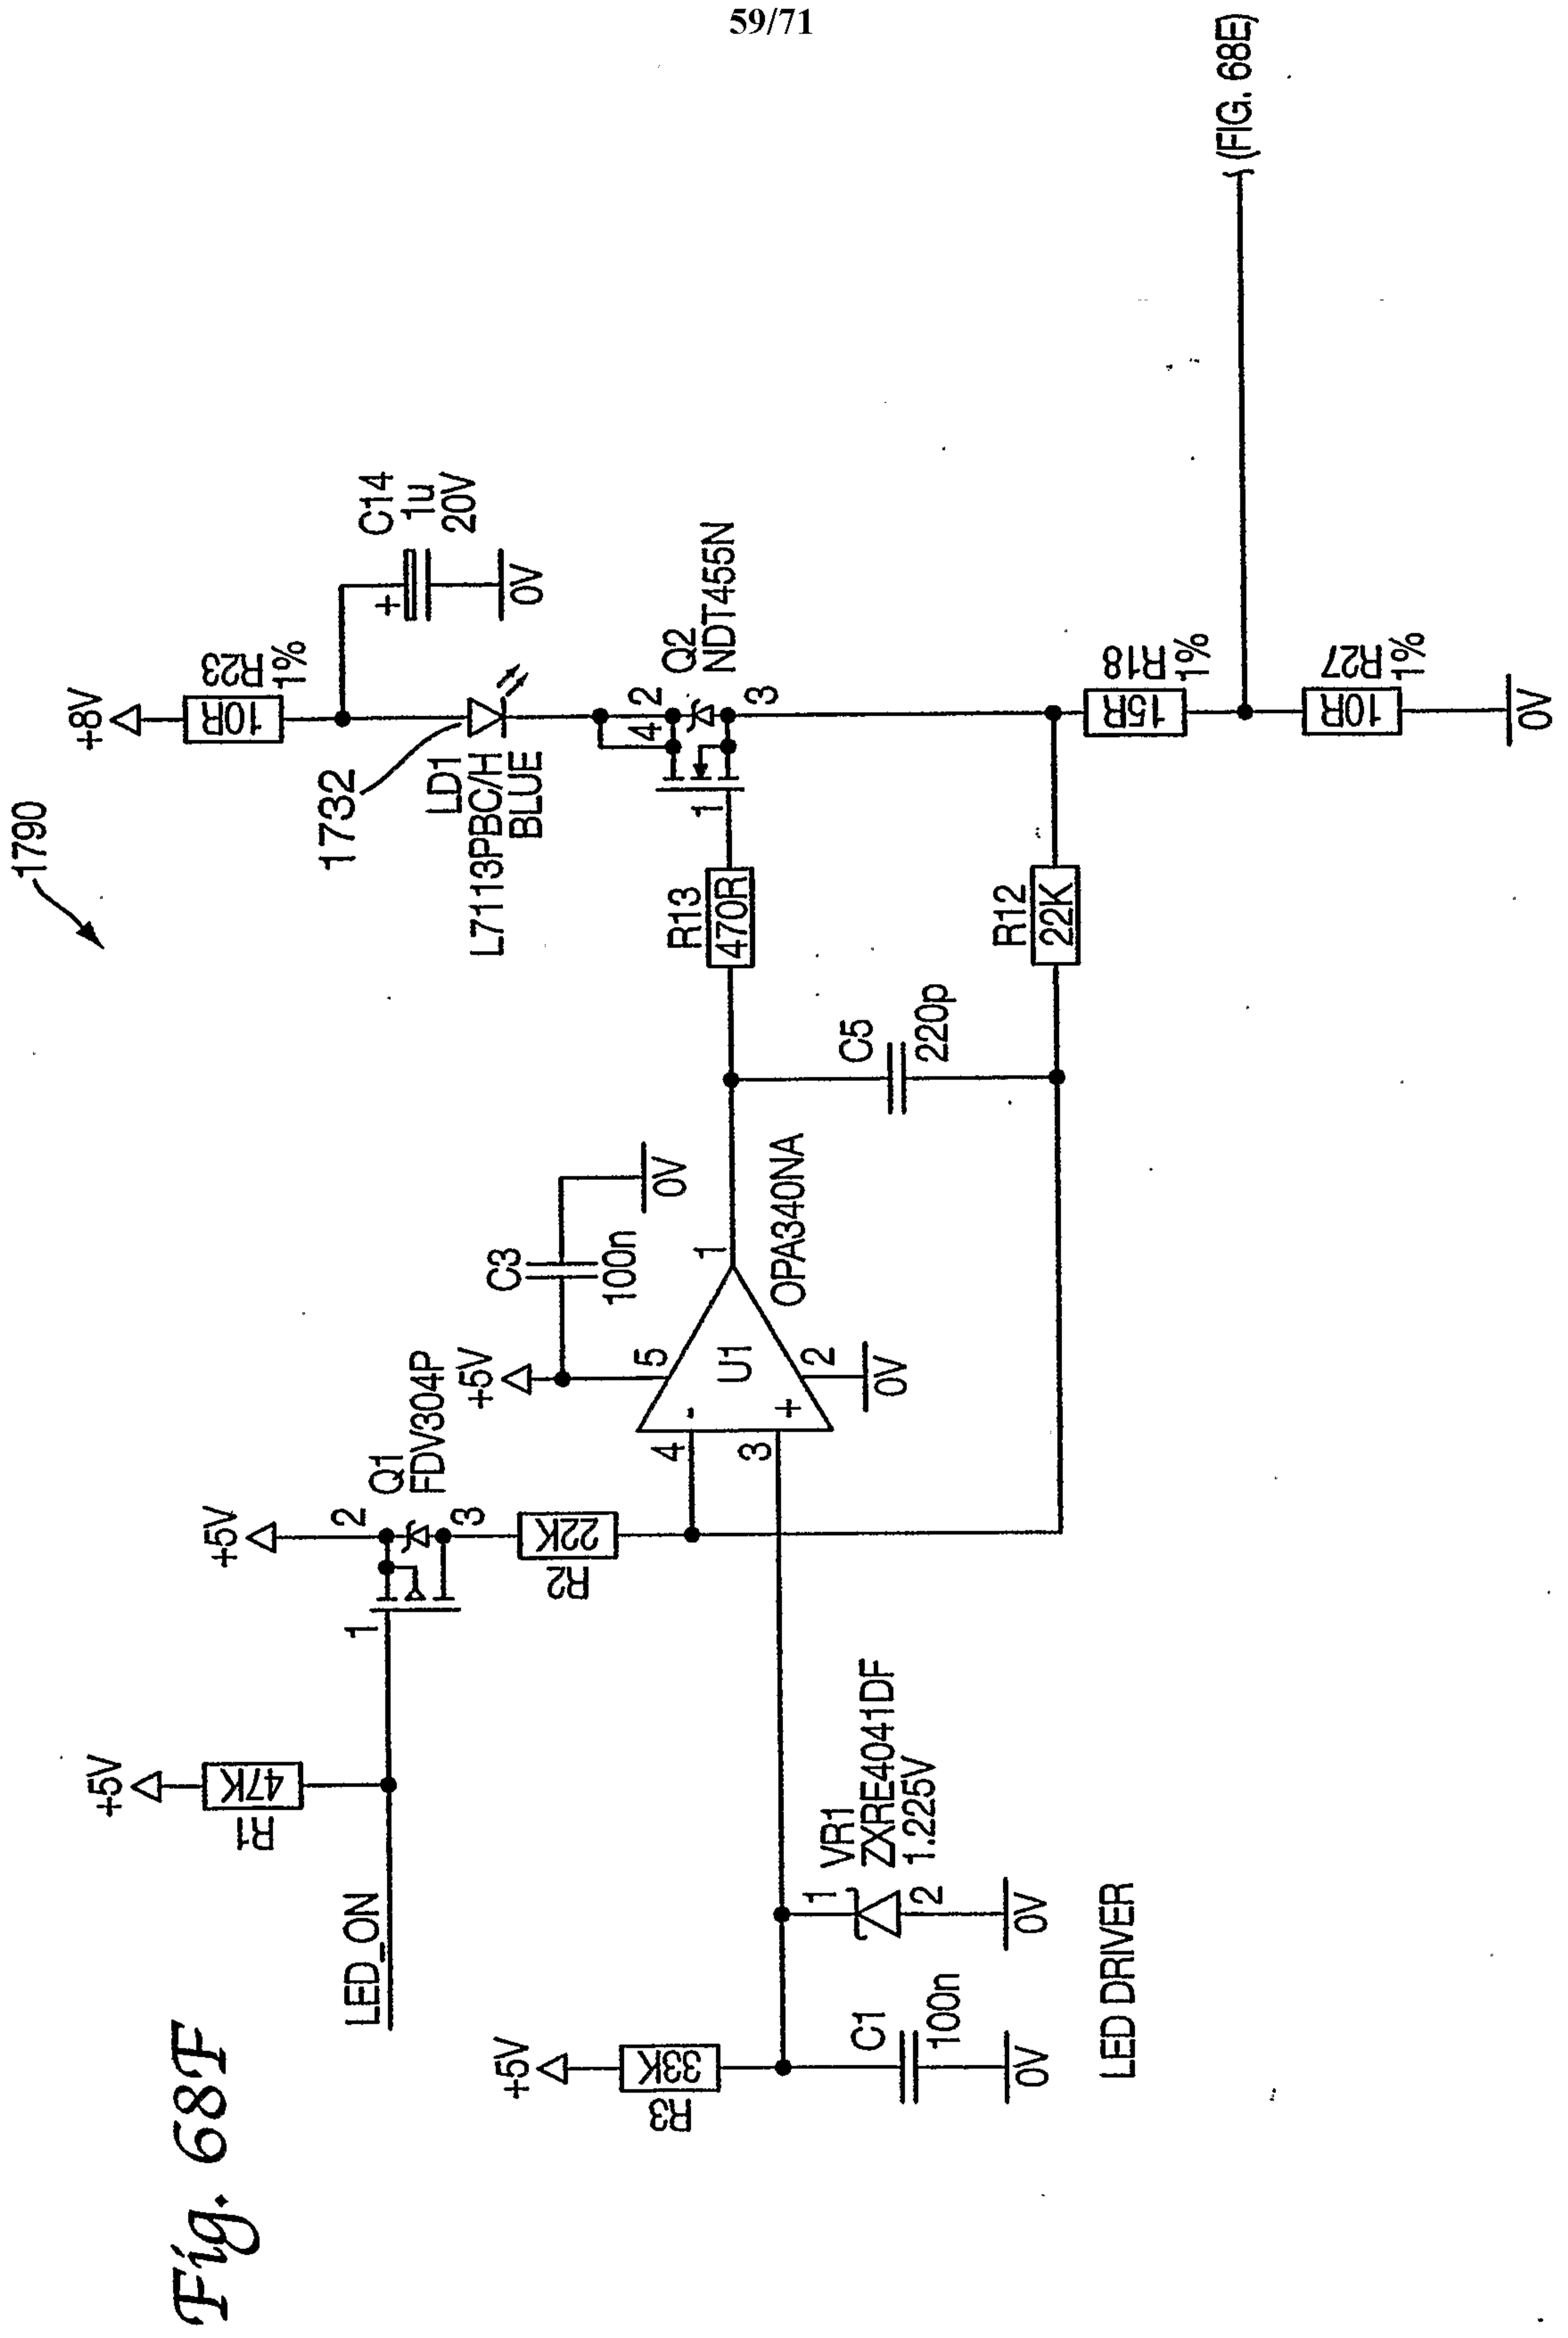 59/71
Fig. 68F
1790
LED_ON
+5V
R1
47K
1
+5V
2
Q1
FDV304P
3
R2
22K
+5V
R3
33K
C1
100n
0V
VR1
ZXRE4041DF
1.225V
1
2
0V
LED DRIVER
+5V
C3
100n
0V
4
3
5
U1
-
+
2
0V
1
OPA340NA
C5
220p
R13
470R
R12
22K
+8V
10R
R23
1%
C14
1u
20V
+
0V
1732
LD1
L7113PBC/H
BLUE
4
2
1
3
Q2
NDT455N
15R
R18
1%
10R
R27
1%
0V
(FIG. 68E)